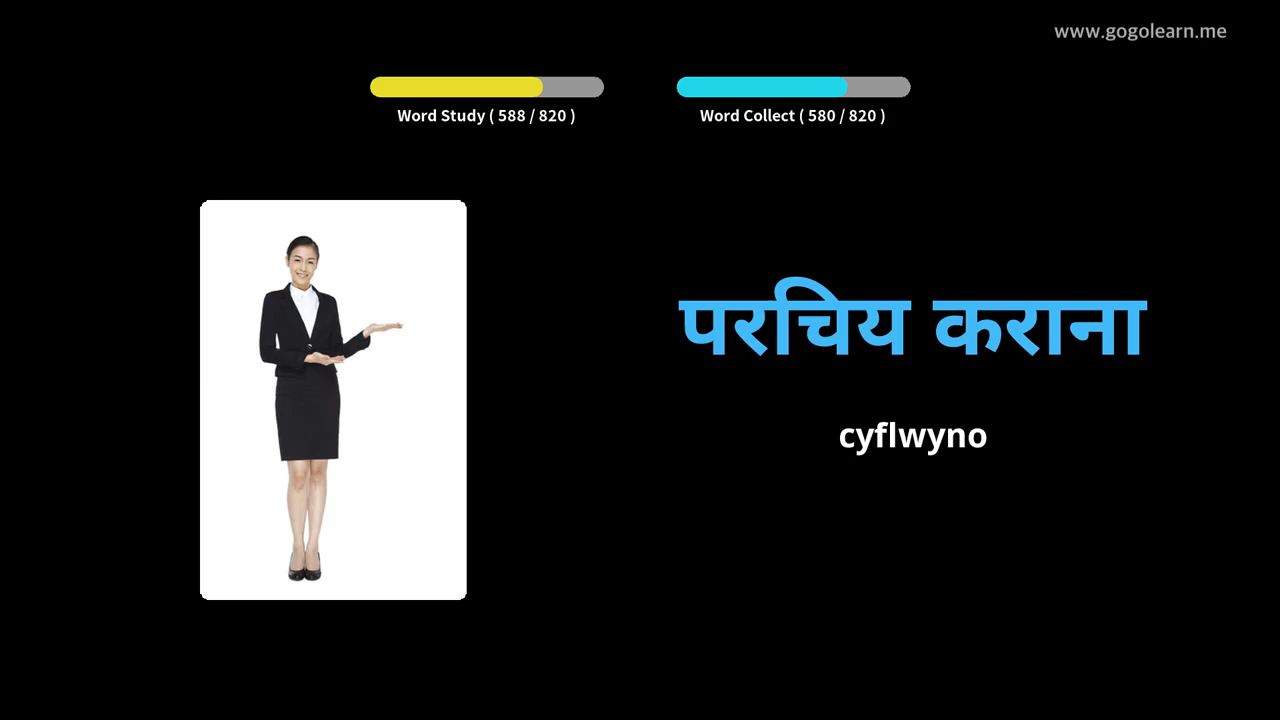 www.gogolearn.me
Word Study ( 588 / 820 )
Word Collect ( 580 / 820 )
परिचय कराना
cyflwyno